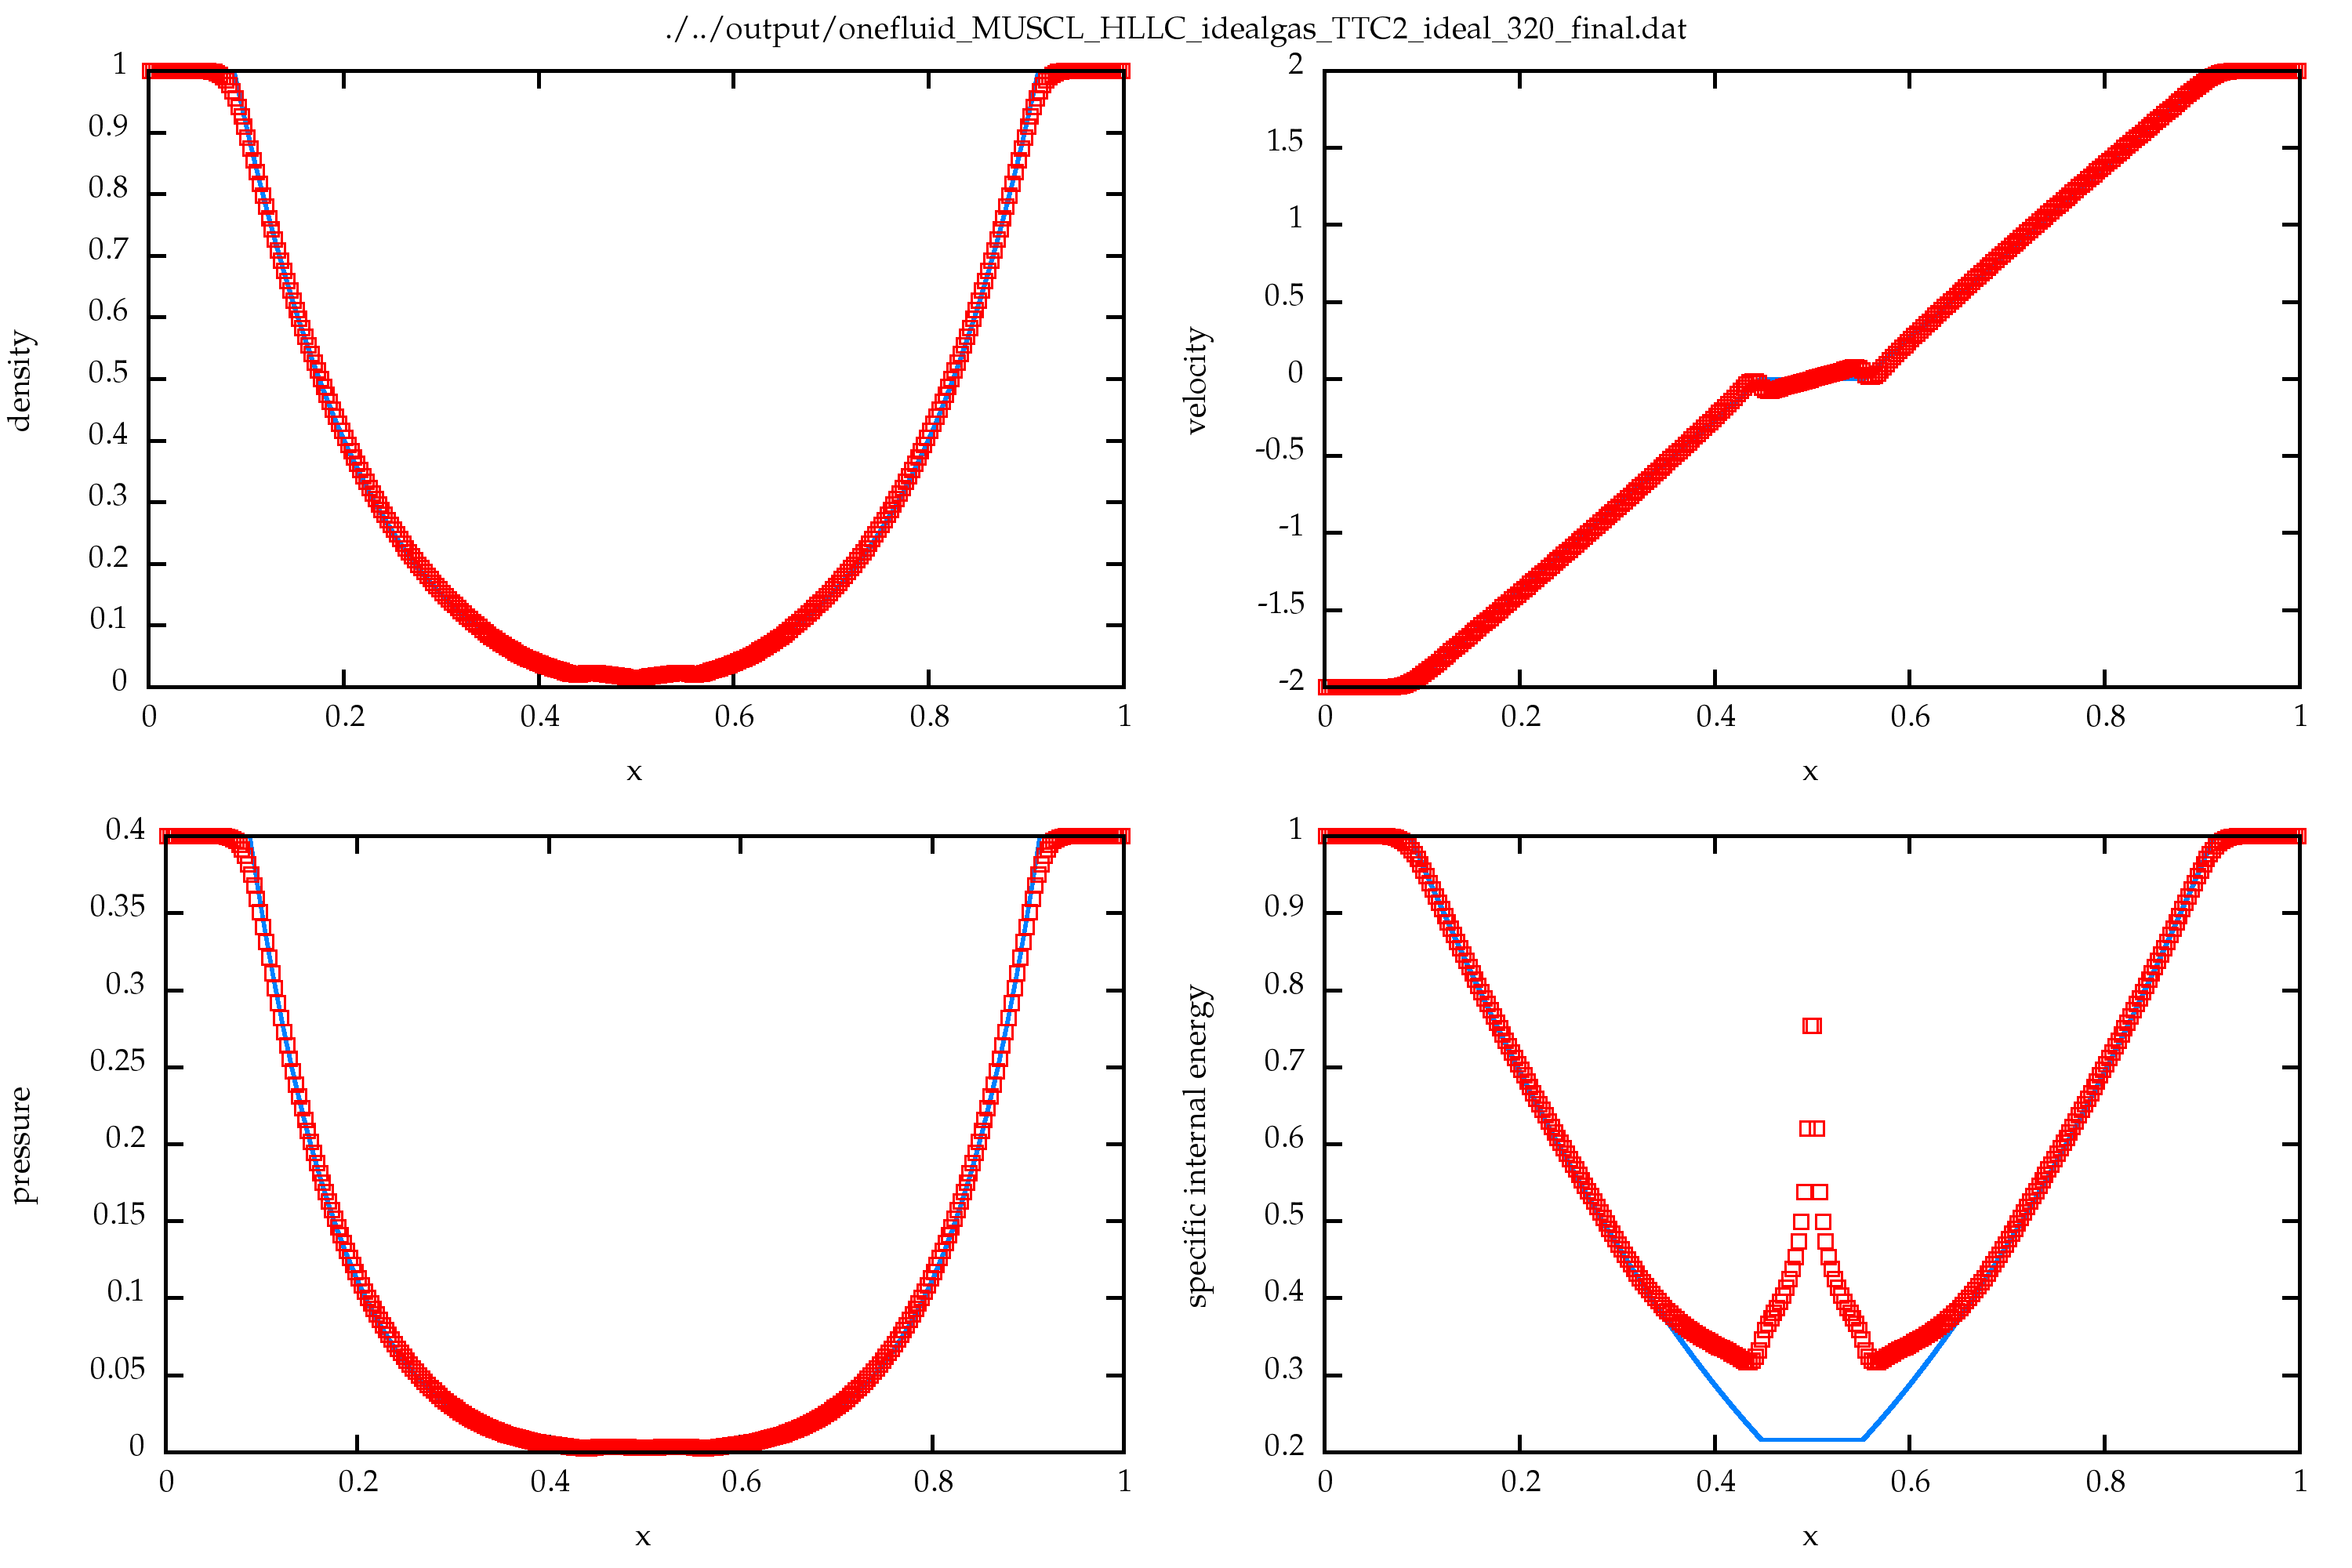 ./../output/onefluid_MUSCL_HLLC_idealgas_TTC2_ideal_320_final.dat
1
0.9
0.8
0.7
0.6
0.5
0.4
0.3
0.2
0.1
0
density
0 0.2 0.4 0.6 0.8 1
x
2
1.5
1
0.5
0
-0.5
-1
-1.5
-2
velocity
0 0.2 0.4 0.6 0.8 1
x
0.4
0.35
0.3
0.25
0.2
0.15
0.1
0.05
0
pressure
0 0.2 0.4 0.6 0.8 1
x
1
0.9
0.8
0.7
0.6
0.5
0.4
0.3
0.2
specific internal energy
0 0.2 0.4 0.6 0.8 1
x